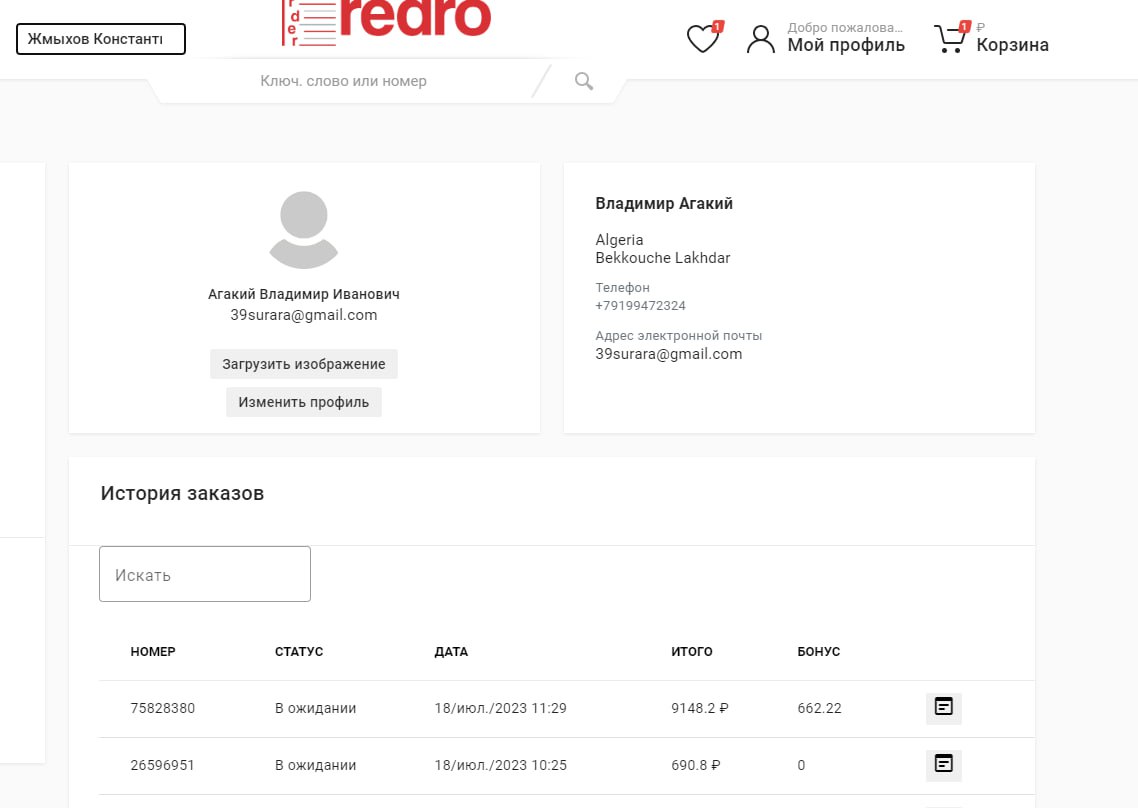 Жмыхов Константи
order
redro
1
Добро пожалова...
Мой профиль
1
₽
Корзина
Ключ. слово или номер
Агакий Владимир Иванович
39surara@gmail.com
Загрузить изображение
Изменить профиль
Владимир Агакий
Algeria
Bekkouche Lakhdar
Телефон
+79199472324
Адрес электронной почты
39surara@gmail.com
История заказов
Искать
НОМЕР СТАТУС ДАТА ИТОГО БОНУС
75828380 В ожидании 18/июл./2023 11:29 9148.2 ₽ 662.22
26596951 В ожидании 18/июл./2023 10:25 690.8 ₽ 0